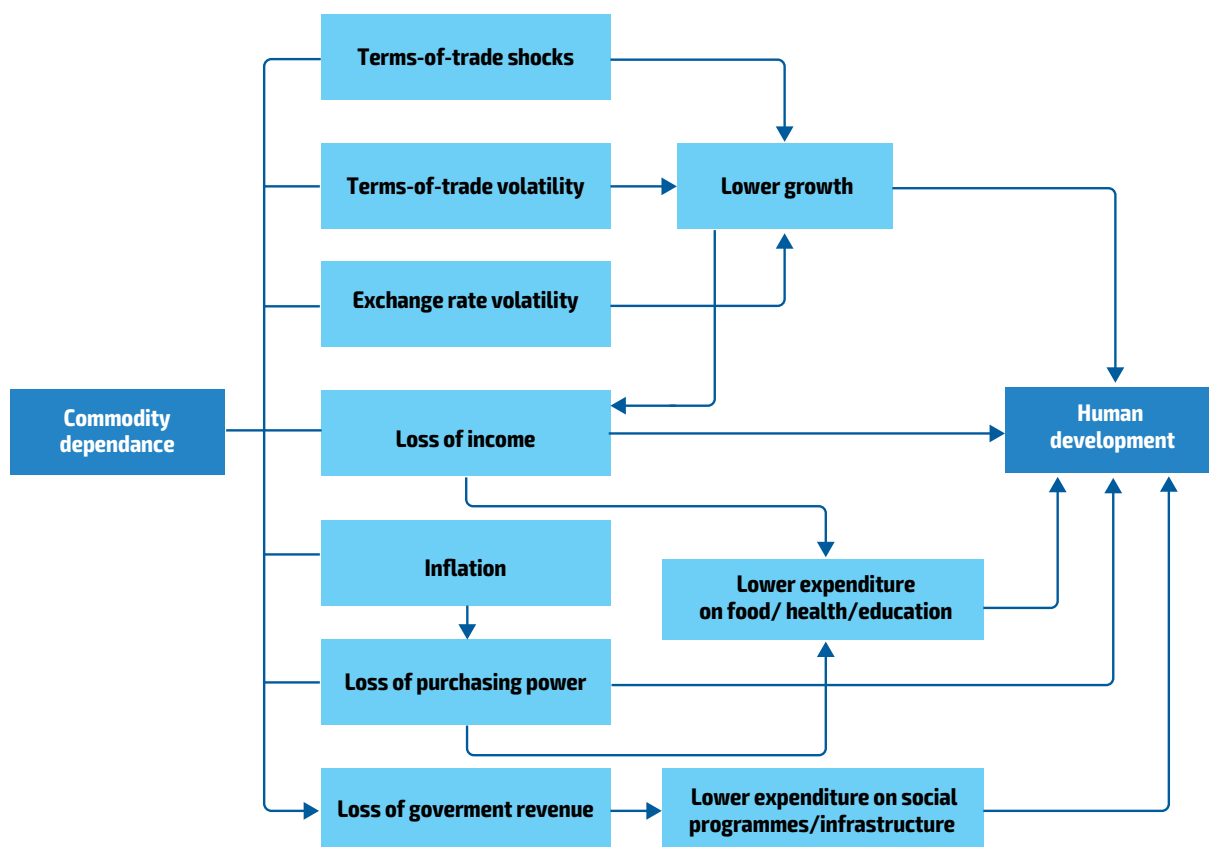 Terms-of-trade shocks
Terms-of-trade volatility
Lower growth
Exchange rate volatility
Commodity
dependance
Loss of income
Human
development
Inflation
Lower expenditure
on food/ health/education
Loss of purchasing power
Loss of goverment revenue
Lower expenditure on social
programmes/infrastructure